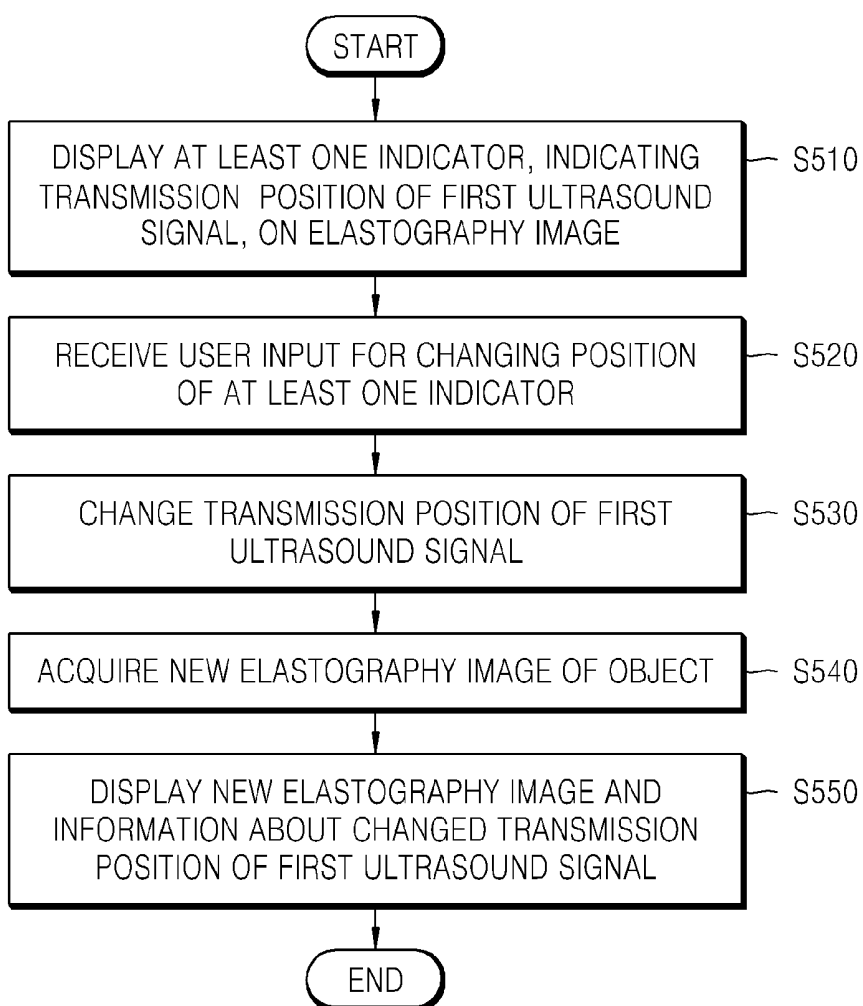 START
DISPLAY AT LEAST ONE INDICATOR, INDICATING
TRANSMISSION POSITION OF FIRST ULTRASOUND
SIGNAL, ON ELASTOGRAPHY IMAGE
S510
RECEIVE USER INPUT FOR CHANGING POSITION
OF AT LEAST ONE INDICATOR
S520
CHANGE TRANSMISSION POSITION OF FIRST
ULTRASOUND SIGNAL
S530
ACQUIRE NEW ELASTOGRAPHY IMAGE OF OBJECT
S540
DISPLAY NEW ELASTOGRAPHY IMAGE AND
INFORMATION ABOUT CHANGED TRANSMISSION
POSITION OF FIRST ULTRASOUND SIGNAL
S550
END